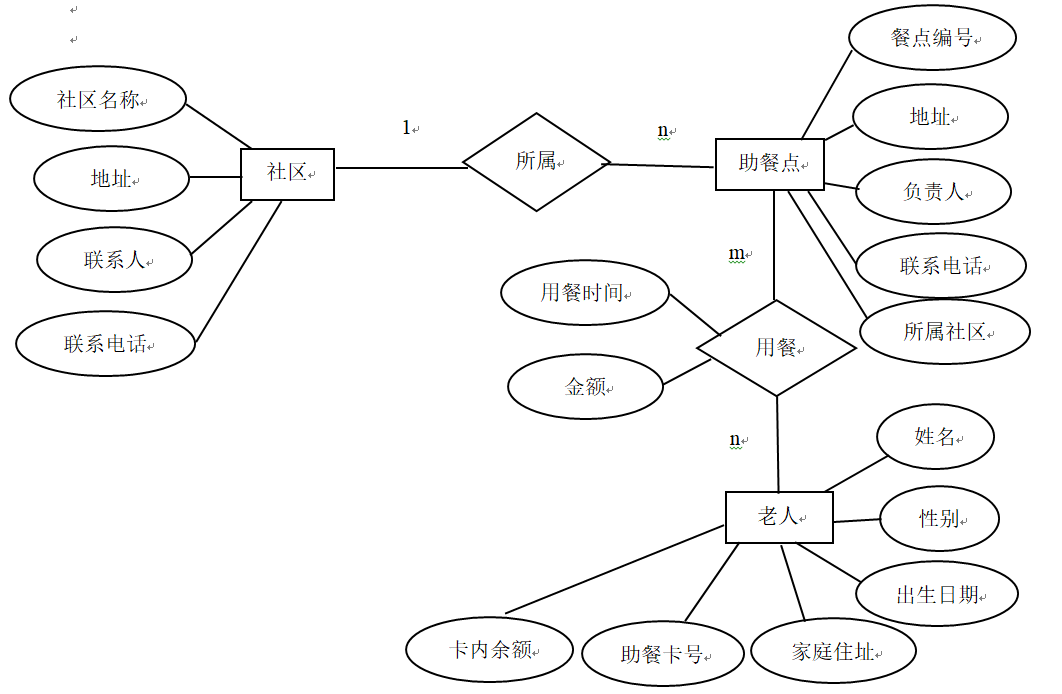 餐点编号
社区名称
1
n
地址
所属
助餐点
社区
地址
负责人
联系人
m
联系电话
用餐时间
所属社区
联系电话
用餐
金额
n
姓名
老人
性别
出生日期
卡内余额
助餐卡号
家庭住址